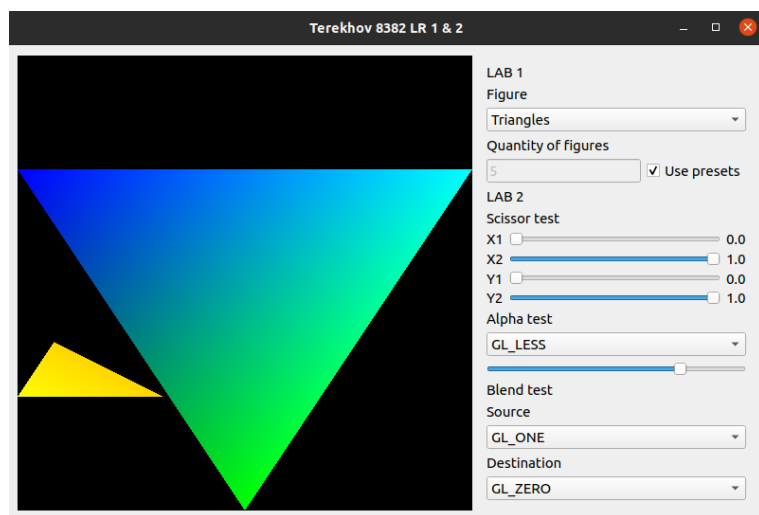 Terekhov 8382 LR 1 & 2
LAB 1
Figure
Triangles
Quantity of figures
5 Use presets
LAB 2
Scissor test
X1 0.0
X2 1.0
Y1 0.0
Y2 1.0
Alpha test
GL_LESS
Blend test
Source
GL_ONE
Destination
GL_ZERO